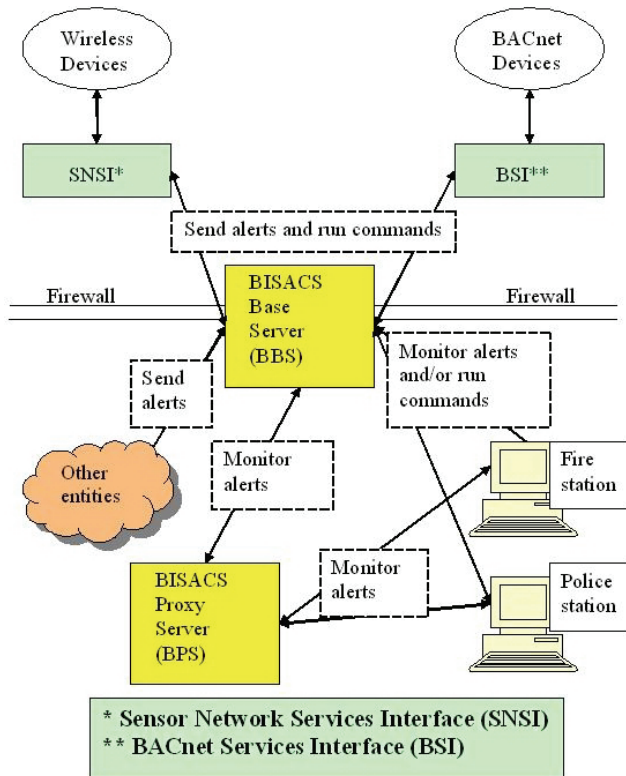 Wireless
Devices
BACnet
Devices
SNSI*
BSI**
Send alerts and run commands
Firewall
BISACS
Base
Server
(BBS)
Firewall
Send
alerts
Monitor alerts
and/or run
commands
Other
entities
Monitor
alerts
Fire
station
BISACS
Proxy
Server
(BPS)
Monitor
alerts
Police
station
* Sensor Network Services Interface (SNSI)
** BACnet Services Interface (BSI)